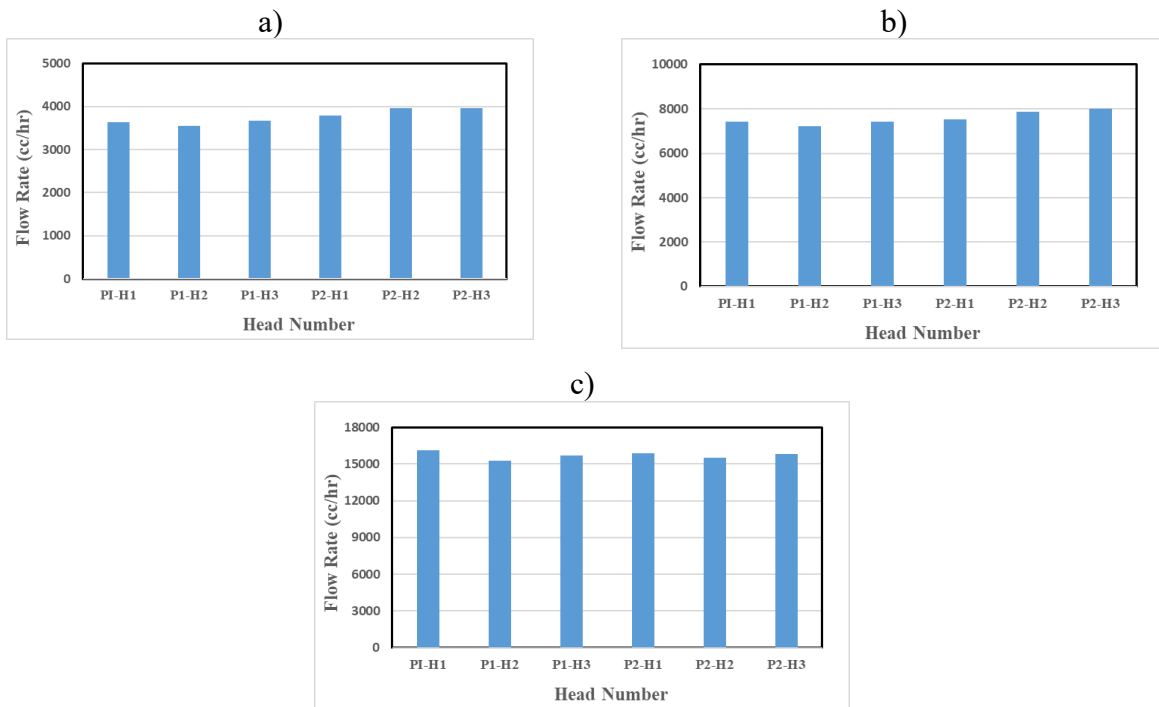 a)
5000
4000
3000
2000
1000
0
Flow Rate (cc/hr)
PI-H1 P1-H2 P1-H3 P2-H1 P2-H2 P2-H3
Head Number
b)
10000
8000
6000
4000
2000
0
Flow Rate (cc/hr)
PI-H1 P1-H2 P1-H3 P2-H1 P2-H2 P2-H3
Head Number
c)
18000
15000
12000
9000
6000
3000
0
Flow Rate (cc/hr)
PI-H1 P1-H2 P1-H3 P2-H1 P2-H2 P2-H3
Head Number